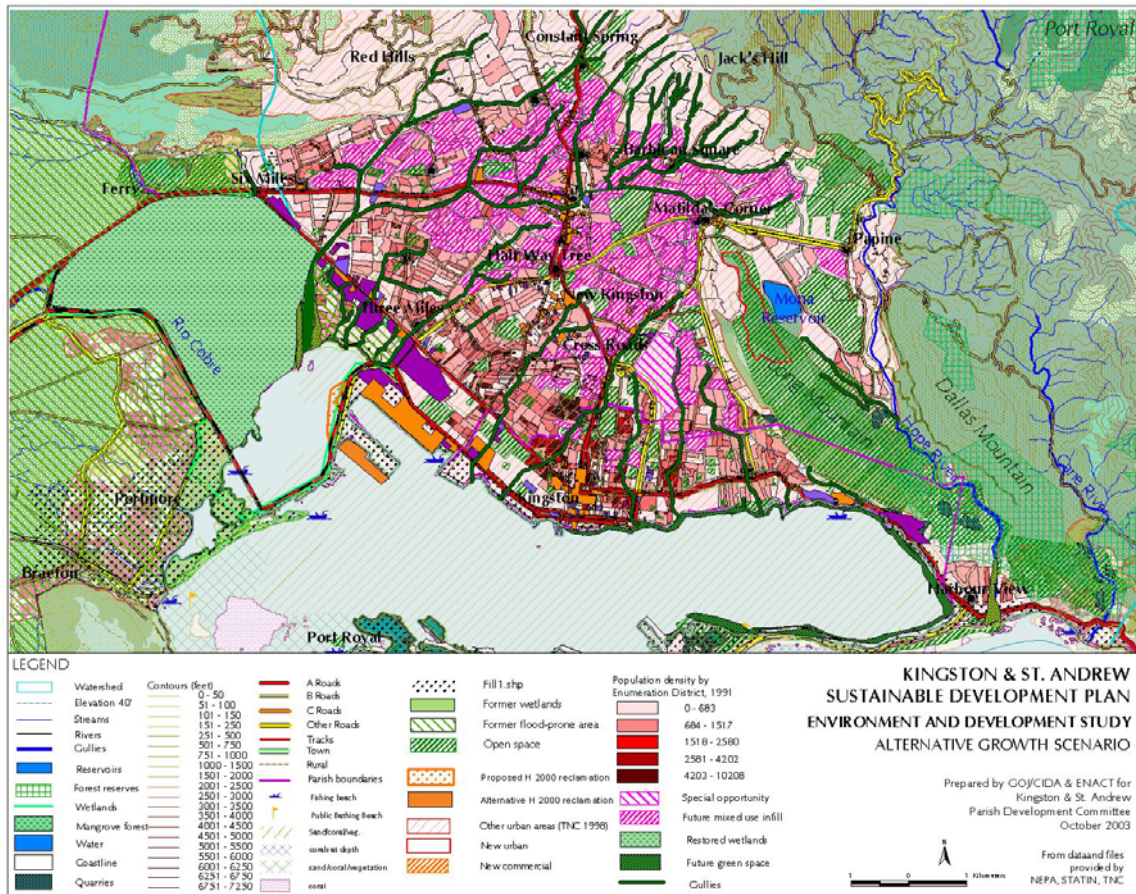 Constant Spring
Red Hills
Jack's Hill
Port Royal
Barbican Square
Six Miles
Ferry
Matilda's Corner
Papine
Half Way Tree
New Kingston
Mona
Reservoir
Three Miles
Cross Roads
Rio Cobre
Dallas Mountain
Hope River
Portmore
Kingston
Braeton
Harbour View
Port Royal
LEGEND
Watershed
Elevation 40'
Streams
Rivers
Gullies
Reservoirs
Forest reserves
Wetlands
Mangrove forest
Water
Coastline
Quarries
Contours (feet)
0 - 50
51 - 100
101 - 150
151 - 250
251 - 500
501 - 750
751 - 1000
1000 - 1500
1501 - 2000
2001 - 2500
2501 - 3000
3001 - 3500
3501 - 4000
4001 - 4500
4501 - 5000
5001 - 5500
5501 - 6000
6001 - 6250
6251 - 6750
6751 - 7250
A Roads
B Roads
C Roads
Other Roads
Tracks
Town
Rural
Parish boundaries
Fishing beach
Public Bathing Beach
Sand/coral/veg.
coral-at depth
sand/coral/vegetation
coral
Fill1.shp
Former wetlands
Former flood-prone area
Open space
Proposed H 2000 reclamation
Alternative H 2000 reclamation
Other urban areas (TNC 1998)
New urban
New commercial
Population density by
Enumeration District, 1991
0 - 683
684 - 1517
1518 - 2580
2581 - 4202
4203 - 10208
Special opportunity
Future mixed use infill
Restored wetlands
Future green space
Gullies
KINGSTON & ST. ANDREW
SUSTAINABLE DEVELOPMENT PLAN
ENVIRONMENT AND DEVELOPMENT STUDY
ALTERNATIVE GROWTH SCENARIO
Prepared by GOJ/CIDA & ENACT for
Kingston & St. Andrew
Parish Development Committee
October 2003
N
1 0 1 Kilometers
From data and files
provided by
NEPA, STATIN, TNC